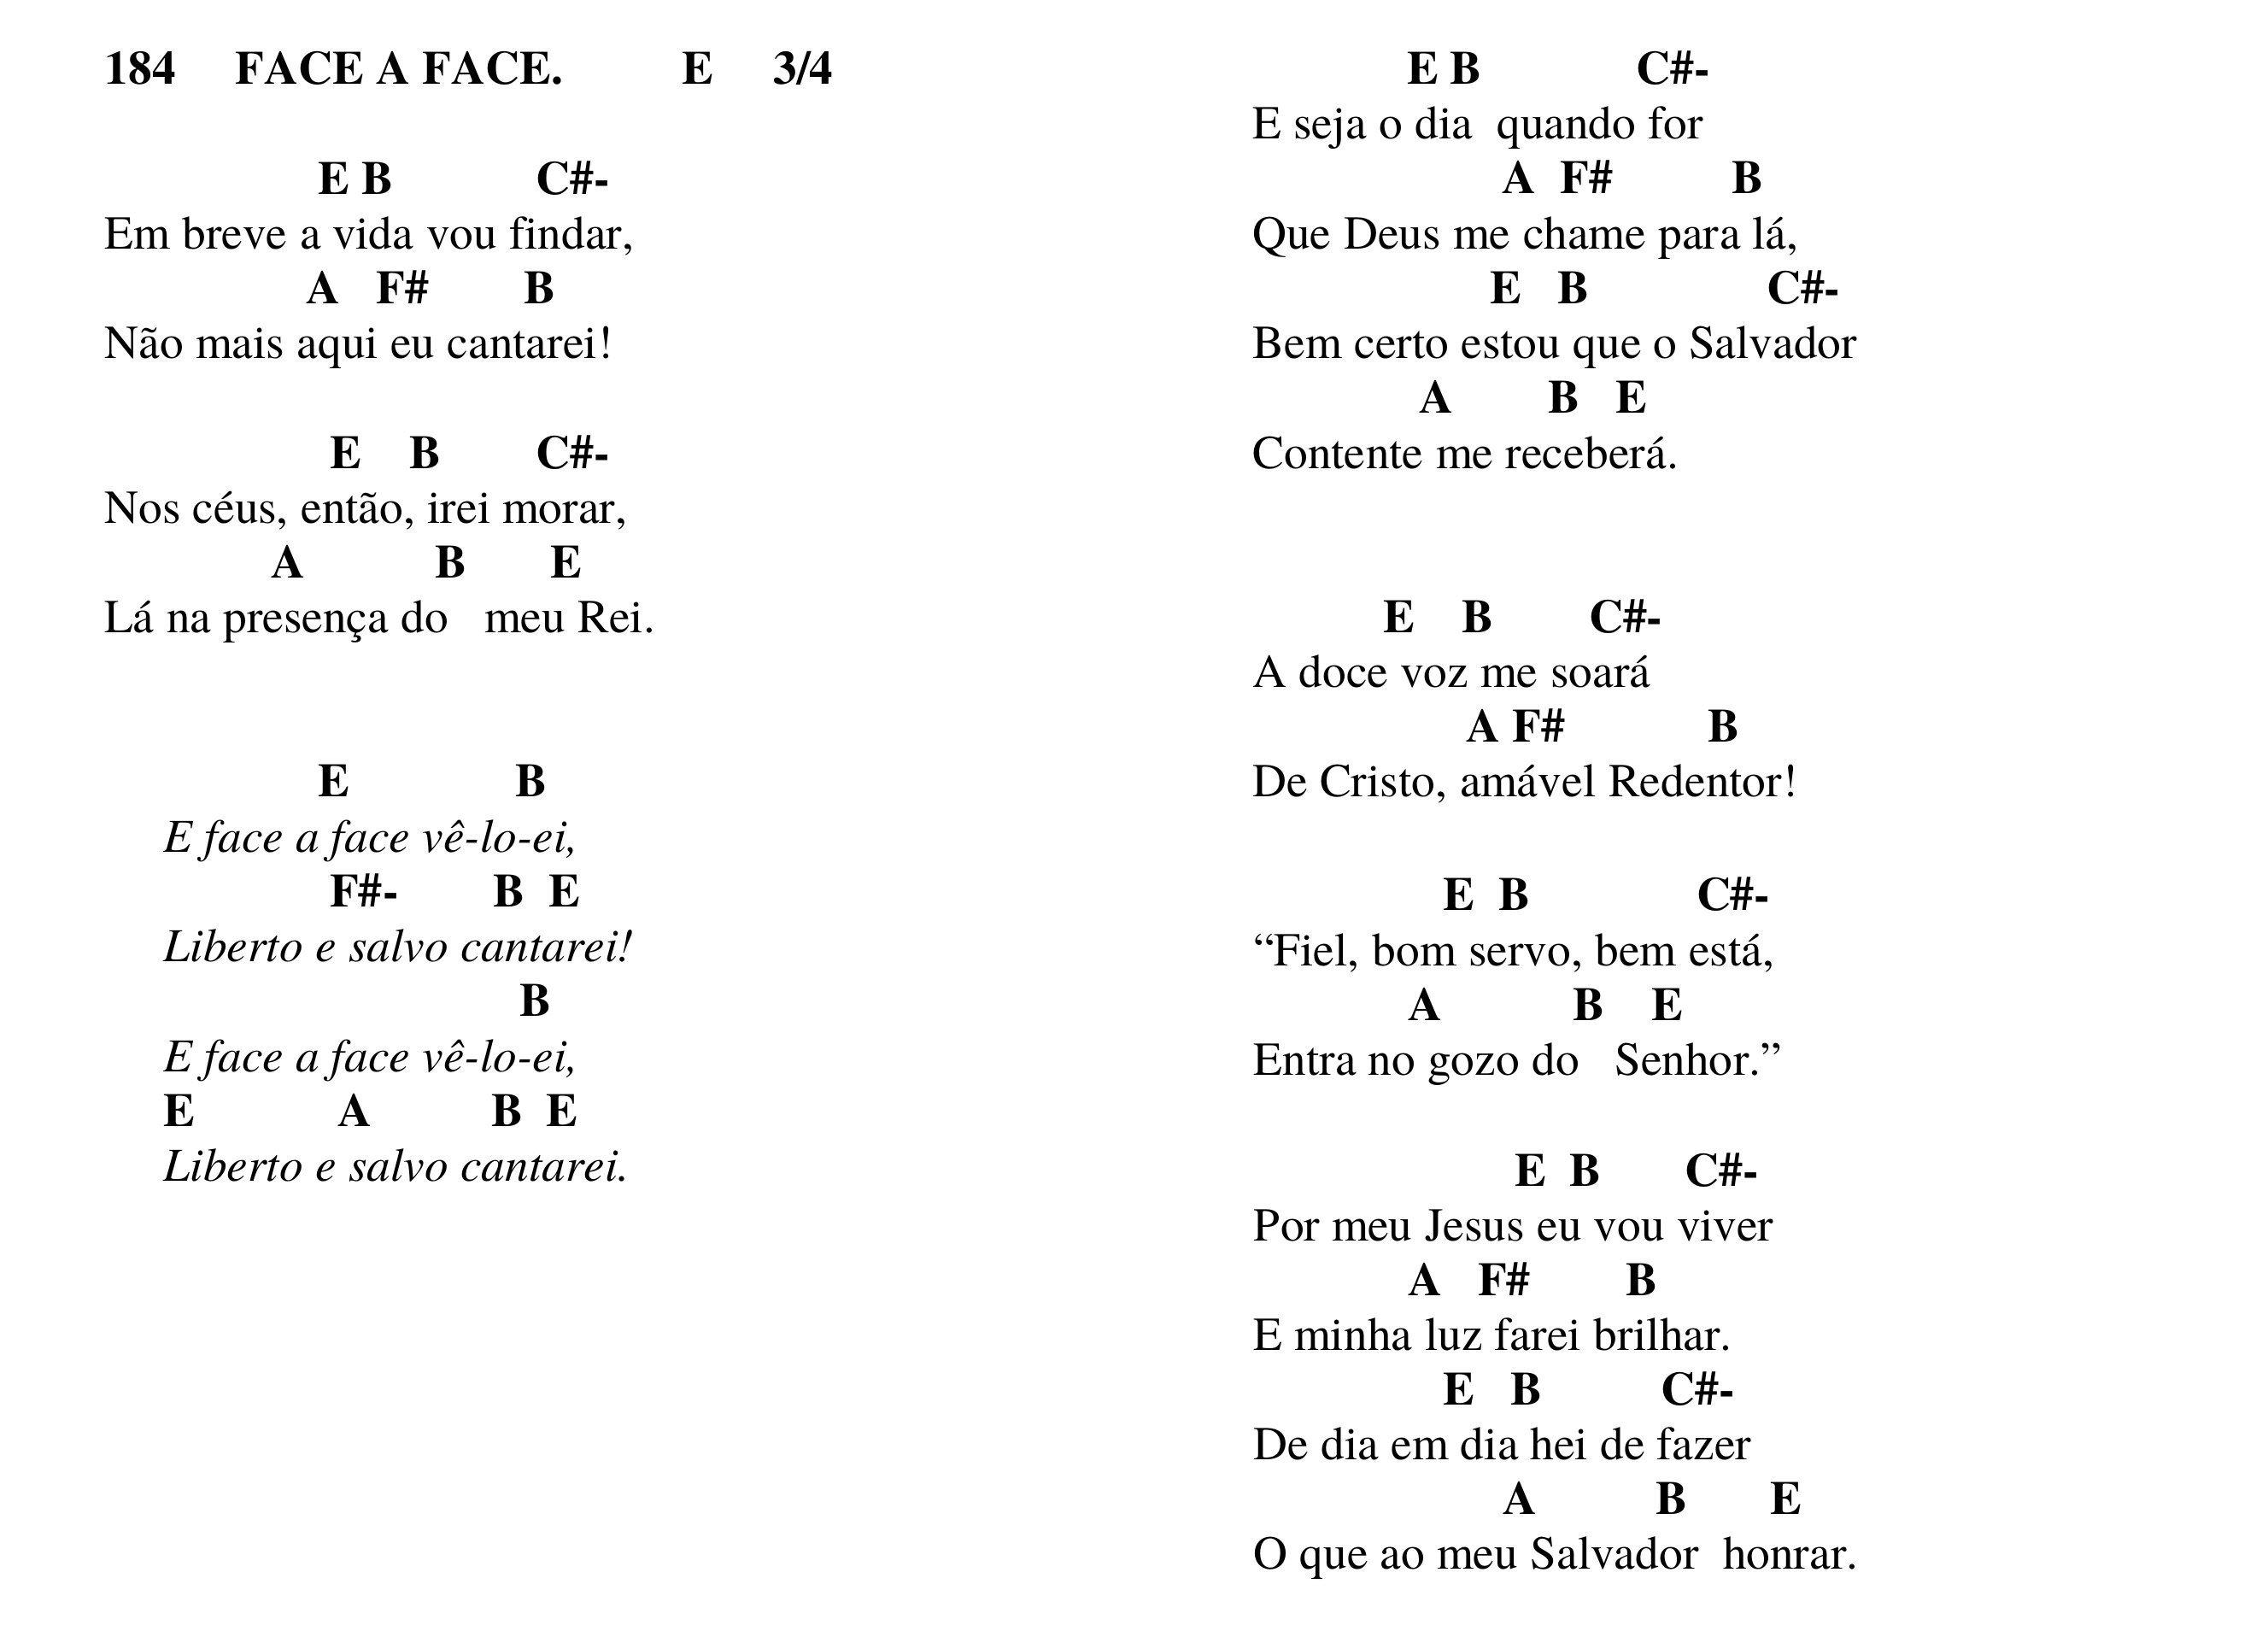 184 FACE A FACE. E 3/4
E B C#-
Em breve a vida vou findar,
A F# B
Não mais aqui eu cantarei!
E B C#-
Nos céus, então, irei morar,
A B E
Lá na presença do meu Rei.
E B
E face a face vê-lo-ei,
F#- B E
Liberto e salvo cantarei!
B
E face a face vê-lo-ei,
E A B E
Liberto e salvo cantarei.
E B C#-
E seja o dia quando for
A F# B
Que Deus me chame para lá,
E B C#-
Bem certo estou que o Salvador
A B E
Contente me receberá.
E B C#-
A doce voz me soará
A F# B
De Cristo, amável Redentor!
E B C#-
“Fiel, bom servo, bem está,
A B E
Entra no gozo do Senhor.”
E B C#-
Por meu Jesus eu vou viver
A F# B
E minha luz farei brilhar.
E B C#-
De dia em dia hei de fazer
A B E
O que ao meu Salvador honrar.